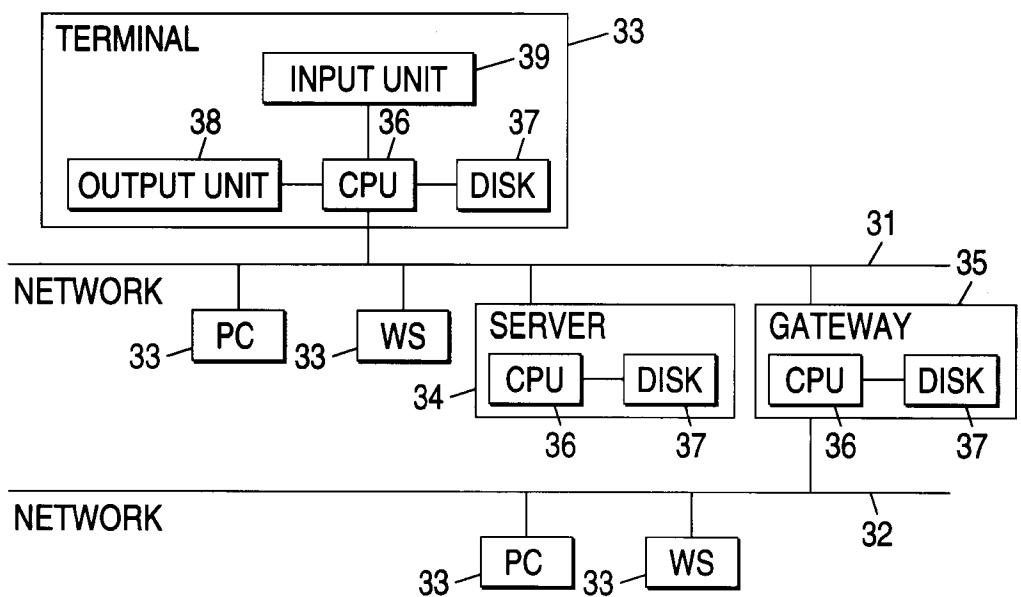 TERMINAL
33
INPUT UNIT
39
38
36
37
OUTPUT UNIT
CPU
DISK
31
NETWORK
35
PC
33
WS
33
SERVER
CPU
DISK
34
36
37
GATEWAY
CPU
DISK
36
37
NETWORK
32
PC
33
WS
33